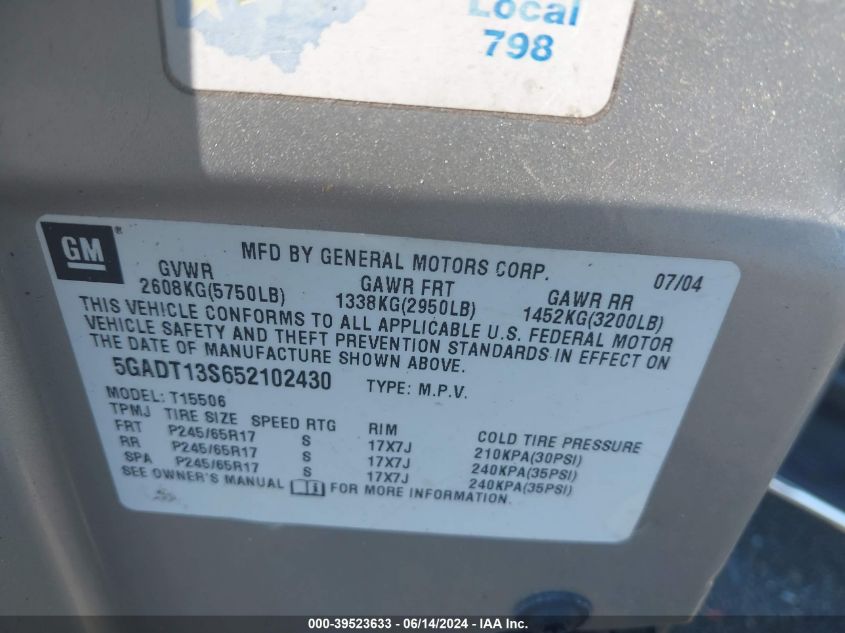 Local
798
GM
MFD BY GENERAL MOTORS CORP.
07/04
GVWR
2608KG(5750LB)
GAWR FRT
1338KG(2950LB)
GAWR RR
1452KG(3200LB)
THIS VEHICLE CONFORMS TO ALL APPLICABLE U.S. FEDERAL MOTOR
VEHICLE SAFETY AND THEFT PREVENTION STANDARDS IN EFFECT ON
THE DATE OF MANUFACTURE SHOWN ABOVE.
5GADT13S652102430 TYPE: M.P.V.
MODEL: T15506
TPMJ TIRE SIZE SPEED RTG RIM COLD TIRE PRESSURE
FRT P245/65R17 S 17X7J 210KPA(30PSI)
RR P245/65R17 S 17X7J 240KPA(35PSI)
SPA P245/65R17 S 17X7J 240KPA(35PSI)
SEE OWNER'S MANUAL FOR MORE INFORMATION.
000-39523633 - 06/14/2024 - IAA Inc.